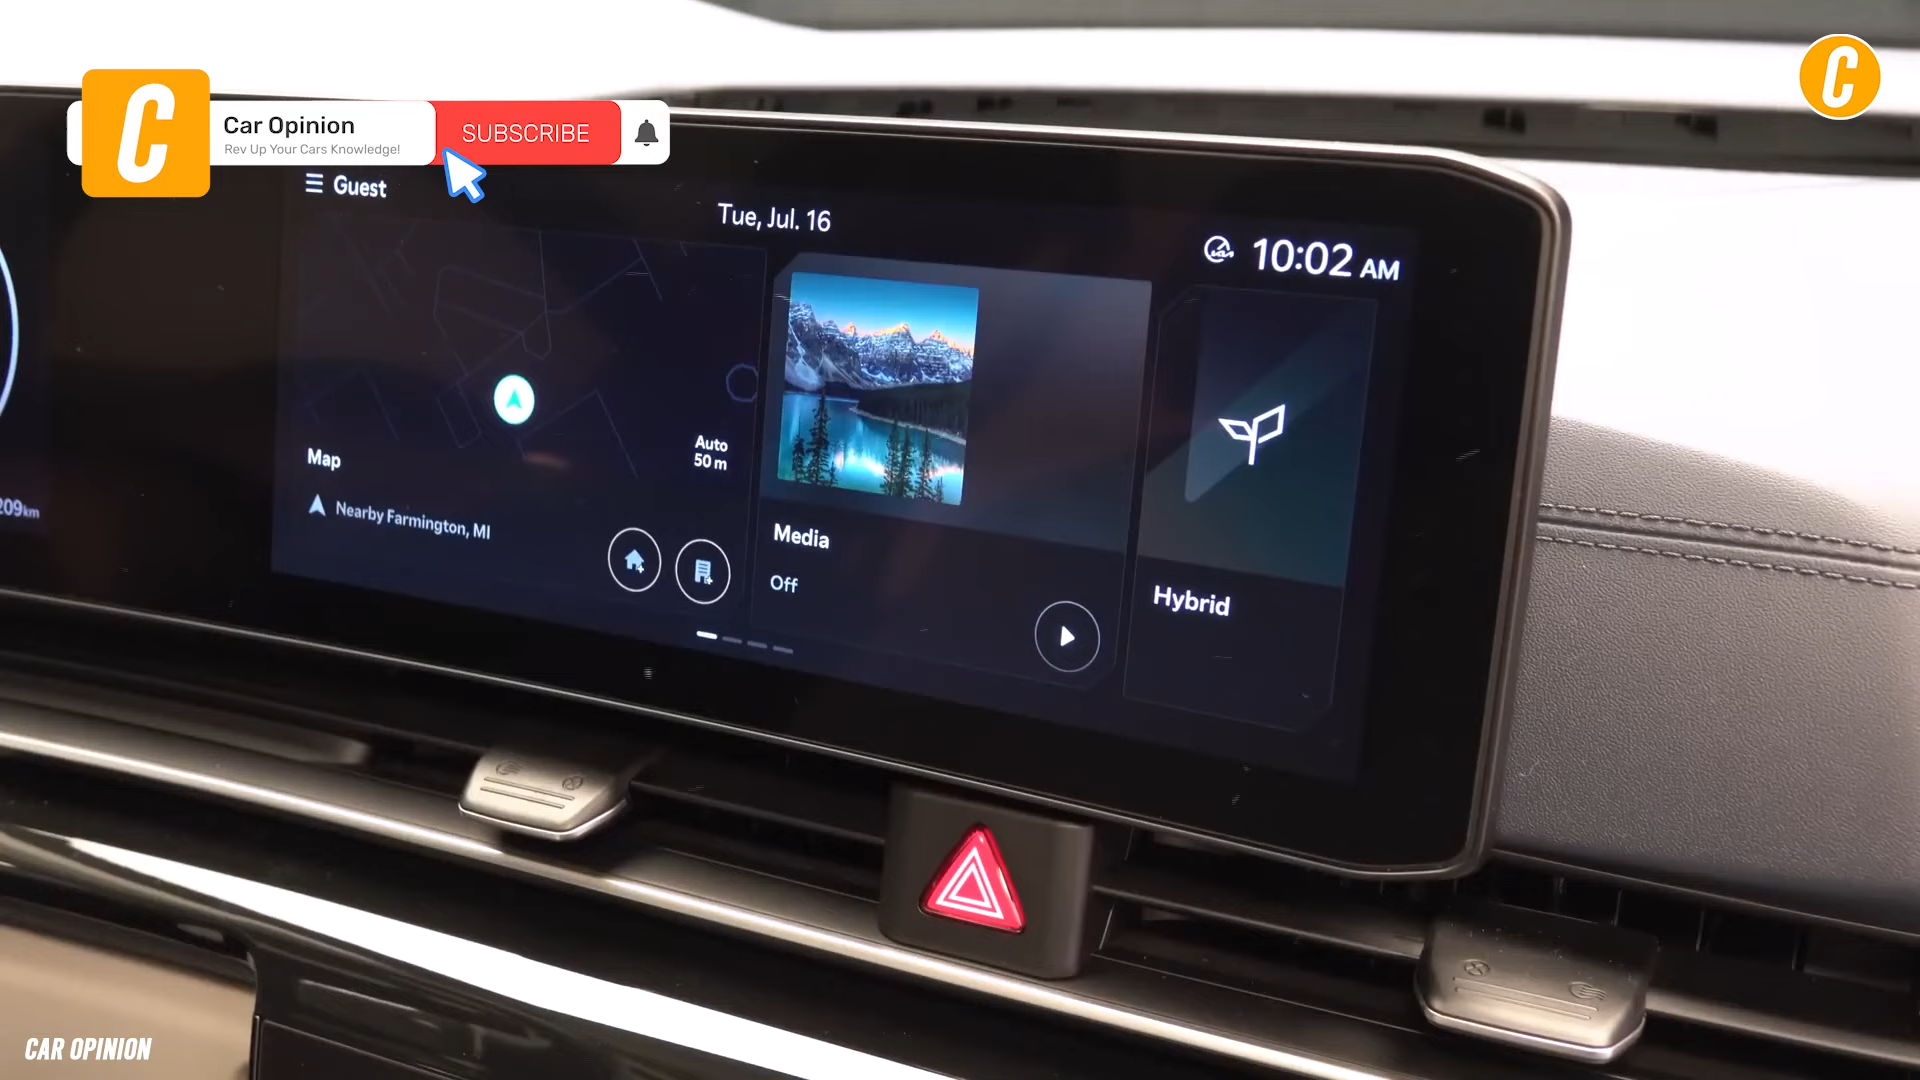 C
Car Opinion
Rev Up Your Cars Knowledge!
SUBSCRIBE
C
Guest
Tue, Jul. 16
10:02 AM
Auto
50 m
Map
Nearby Farmington, MI
209km
Media
Off
Hybrid
CAR OPINION